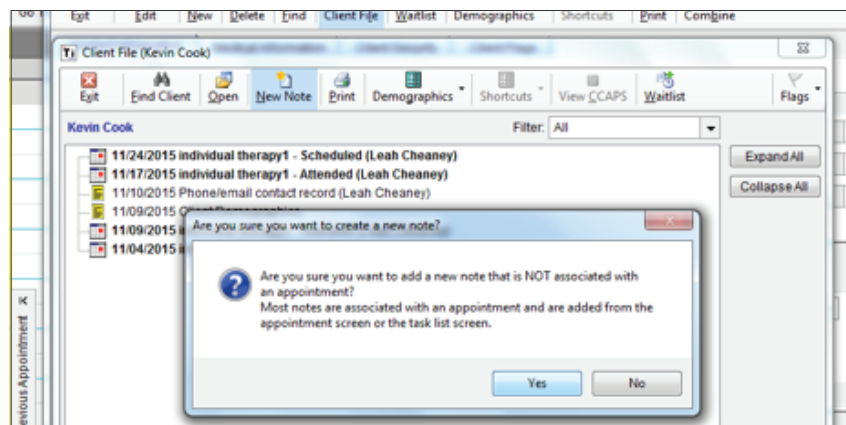 Exit Edit New Delete Find Client File Waitlist Demographics Shortcuts Print Combine
Client File (Kevin Cook)
Exit Find Client Open New Note Print Demographics Shortcuts View CCAPS Waitlist Flags
Kevin Cook Filter: All
11/24/2015 individual therapy1 - Scheduled (Leah Cheaney)
Expand All
11/17/2015 individual therapy1 - Attended (Leah Cheaney)
11/10/2015 Phone/email contact record (Leah Cheaney)
Collapse All
11/09/2015
11/09/2015
11/04/2015
Are you sure you want to create a new note?
Are you sure you want to add a new note that is NOT associated with
an appointment?
Most notes are associated with an appointment and are added from the
appointment screen or the task list screen.
Yes No
Appointment